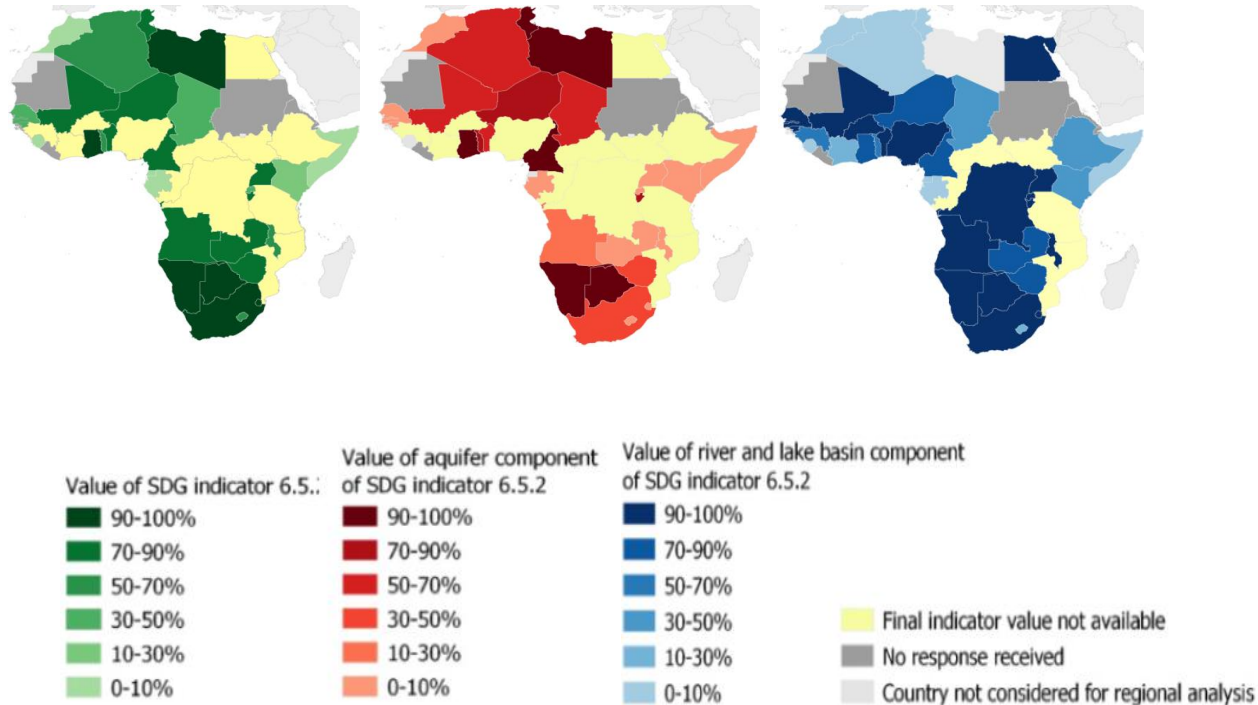 Value of SDG indicator 6.5.
90-100%
70-90%
50-70%
30-50%
10-30%
0-10%
Value of aquifer component
of SDG indicator 6.5.2
90-100%
70-90%
50-70%
30-50%
10-30%
0-10%
Value of river and lake basin component
of SDG indicator 6.5.2
90-100%
70-90%
50-70%
30-50%
10-30%
0-10%
Final indicator value not available
No response received
Country not considered for regional analysis